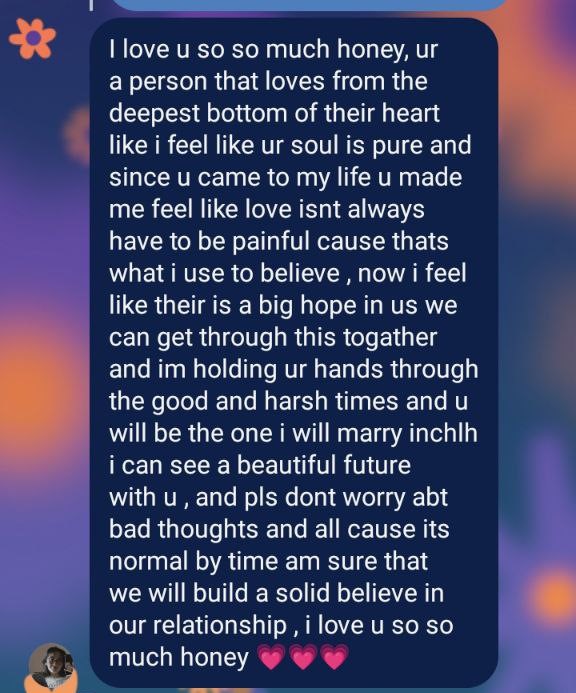 I love u so so much honey, ur
a person that loves from the
deepest bottom of their heart
like i feel like ur soul is pure and
since u came to my life u made
me feel like love isnt always
have to be painful cause thats
what i use to believe , now i feel
like their is a big hope in us we
can get through this togather
and im holding ur hands through
the good and harsh times and u
will be the one i will marry inchlh
i can see a beautiful future
with u , and pls dont worry abt
bad thoughts and all cause its
normal by time am sure that
we will build a solid believe in
our relationship , i love u so so
much honey 💗💗💗